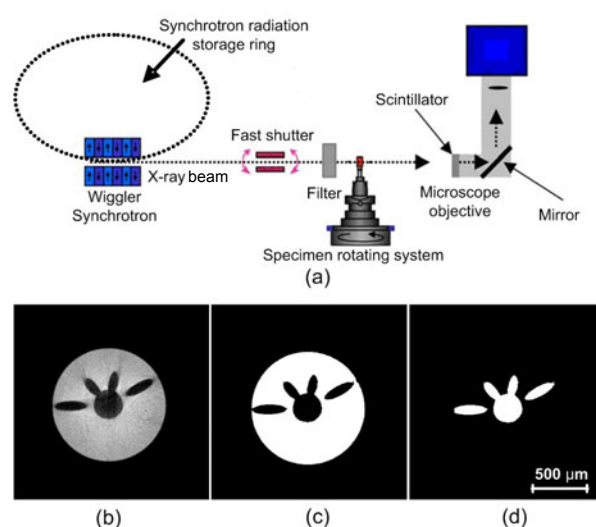 Synchrotron radiation
storage ring
Scintillator
Fast shutter
X-ray beam
Wiggler
Synchrotron
Filter
Microscope
objective
Mirror
Specimen rotating system
(a)
500 µm
(b)
(c)
(d)